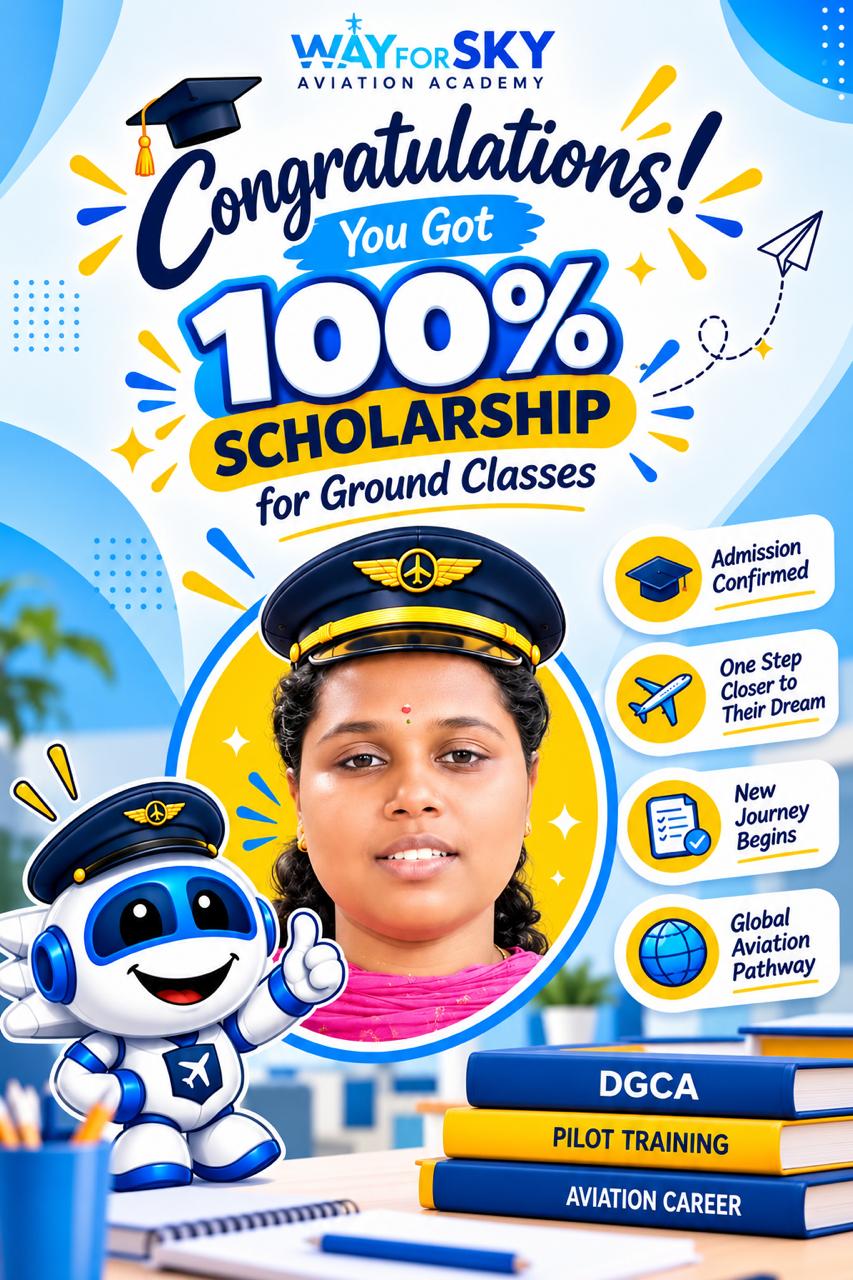 WAY FOR SKY
AVIATION ACADEMY
Congratulations!
You Got
100%
SCHOLARSHIP
for Ground Classes
Admission
Confirmed
One Step
Closer to
Their Dream
New
Journey
Begins
Global
Aviation
Pathway
DGCA
PILOT TRAINING
AVIATION CAREER